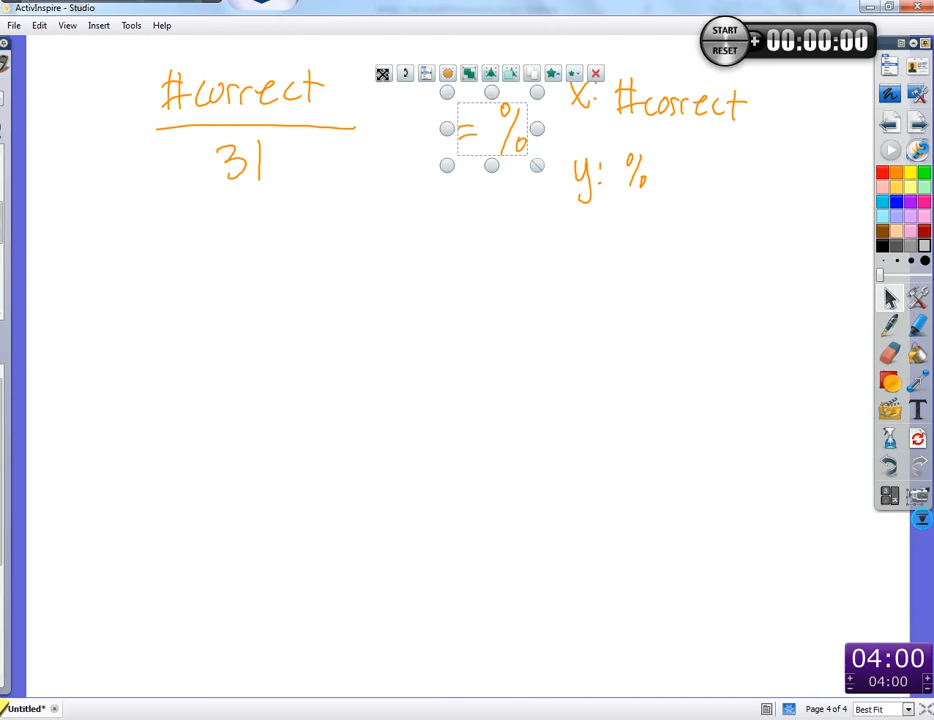 ActivInspire - Studio
File Edit View Insert Tools Help
START
RESET
+ 00:00:00
#correct
31
= %
x: #correct
y: %
T
04:00
+ 04:00 +
Untitled*
Page 4 of 4
Best Fit